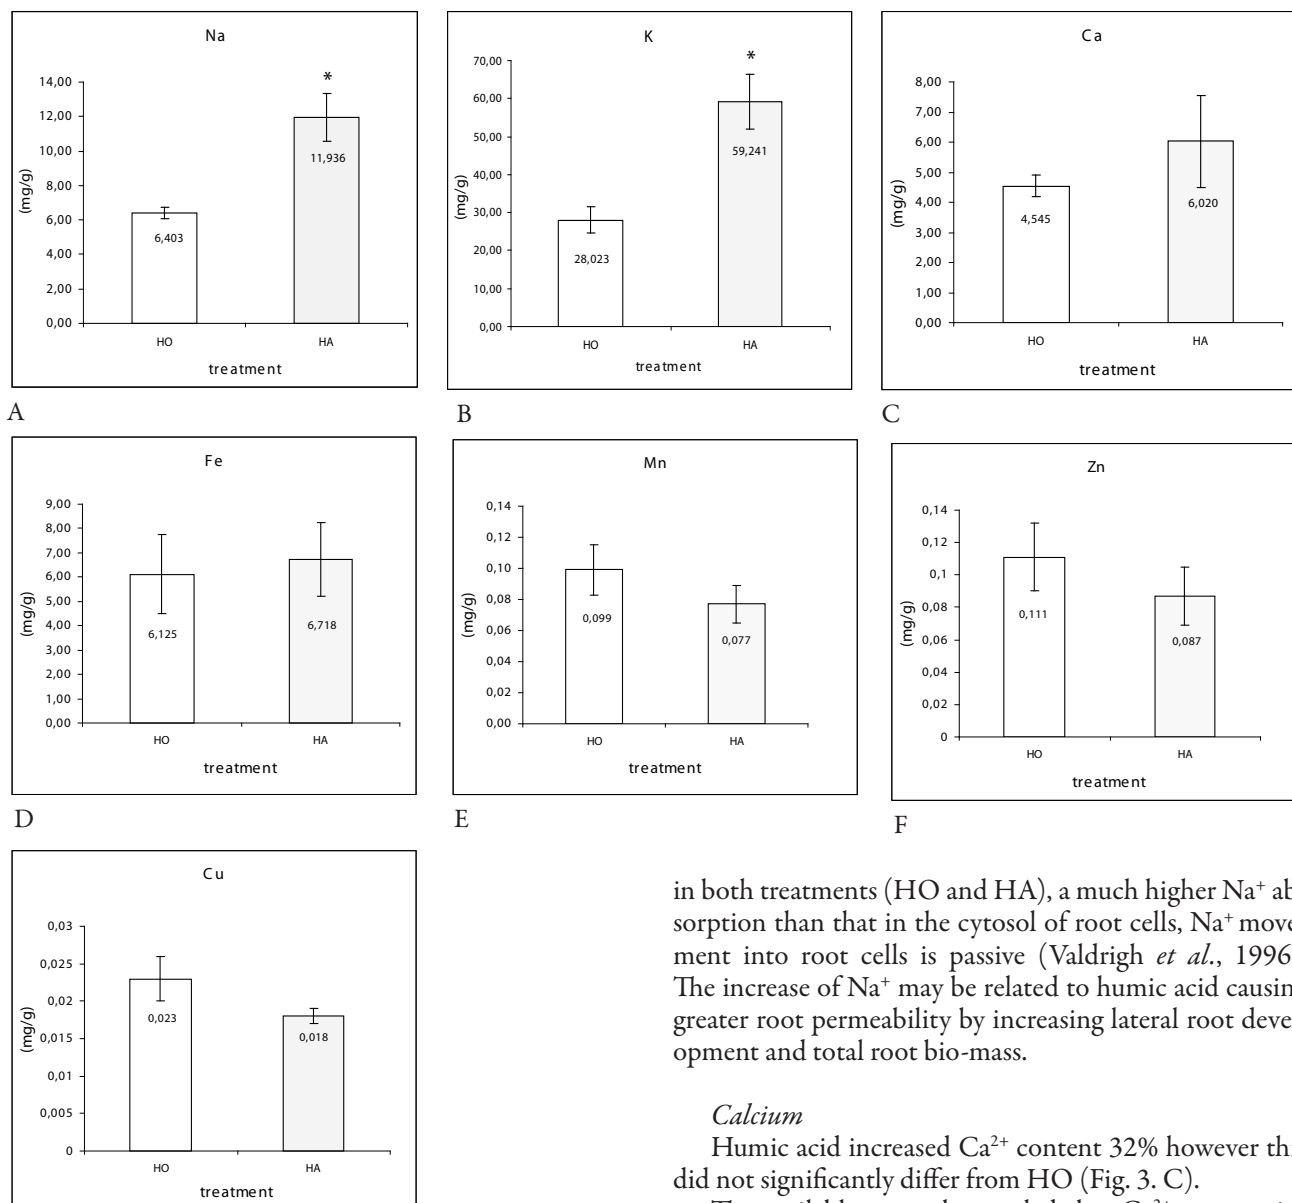 Na
14,00
12,00
10,00
8,00
6,00
4,00
2,00
0,00
(mg/g)
*
6,403
11,936
HO HA
treatment
A
K
70,00
60,00
50,00
40,00
30,00
20,00
10,00
0,00
(mg/g)
*
28,023
59,241
HO HA
treatment
B
Ca
8,00
7,00
6,00
5,00
4,00
3,00
2,00
1,00
0,00
(mg/g)
4,545
6,020
HO HA
treatment
C
Fe
9,00
8,00
7,00
6,00
5,00
4,00
3,00
2,00
1,00
0,00
(mg/g)
6,125
6,718
HO HA
treatment
D
Mn
0,14
0,12
0,10
0,08
0,06
0,04
0,02
0,00
(mg/g)
0,099
0,077
HO HA
treatment
E
Zn
0,14
0,12
0,1
0,08
0,06
0,04
0,02
0
(mg/g)
0,111
0,087
HO HA
treatment
F
Cu
0,03
0,025
0,02
0,015
0,01
0,005
0
(mg/g)
0,023
0,018
HO HA
treatment
in both treatments (HO and HA), a much higher Na⁺ ab
sorption than that in the cytosol of root cells, Na⁺ move
ment into root cells is passive (Valdrigh et al., 1996
The increase of Na⁺ may be related to humic acid causin
greater root permeability by increasing lateral root deve
opment and total root bio-mass.
Calcium
Humic acid increased Ca²⁺ content 32% however thi
did not significantly differ from HO (Fig. 3. C).